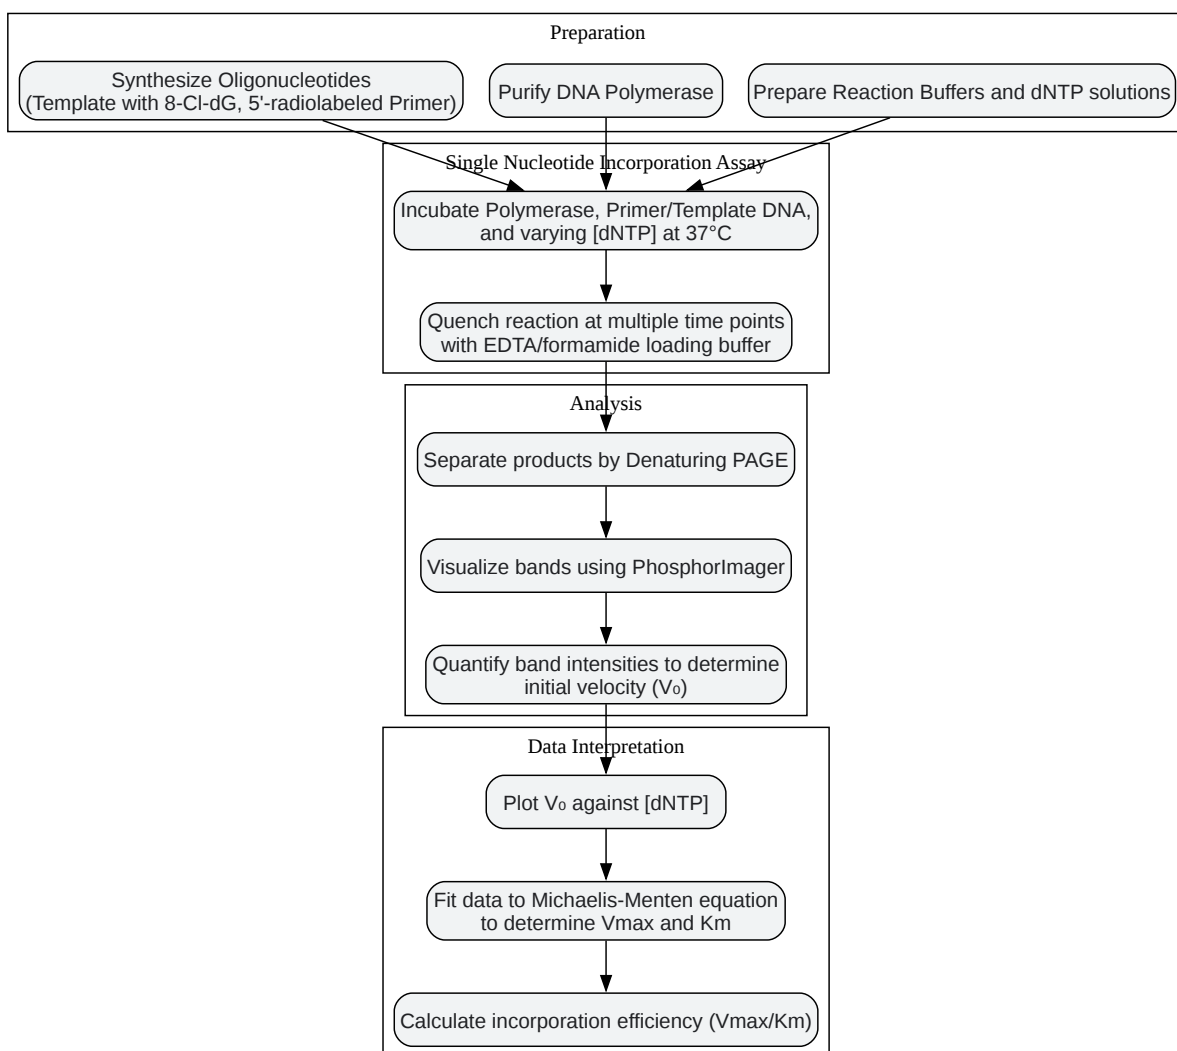 Preparation
Synthesize Oligonucleotides
(Template with 8-Cl-dG, 5'-radiolabeled Primer)
Purify DNA Polymerase
Prepare Reaction Buffers and dNTP solutions
Single Nucleotide Incorporation Assay
Incubate Polymerase, Primer/Template DNA,
and varying [dNTP] at 37°C
Quench reaction at multiple time points
with EDTA/formamide loading buffer
Analysis
Separate products by Denaturing PAGE
Visualize bands using PhosphorImager
Quantify band intensities to determine
initial velocity (V₀)
Data Interpretation
Plot V₀ against [dNTP]
Fit data to Michaelis-Menten equation
to determine Vmax and Km
Calculate incorporation efficiency (Vmax/Km)